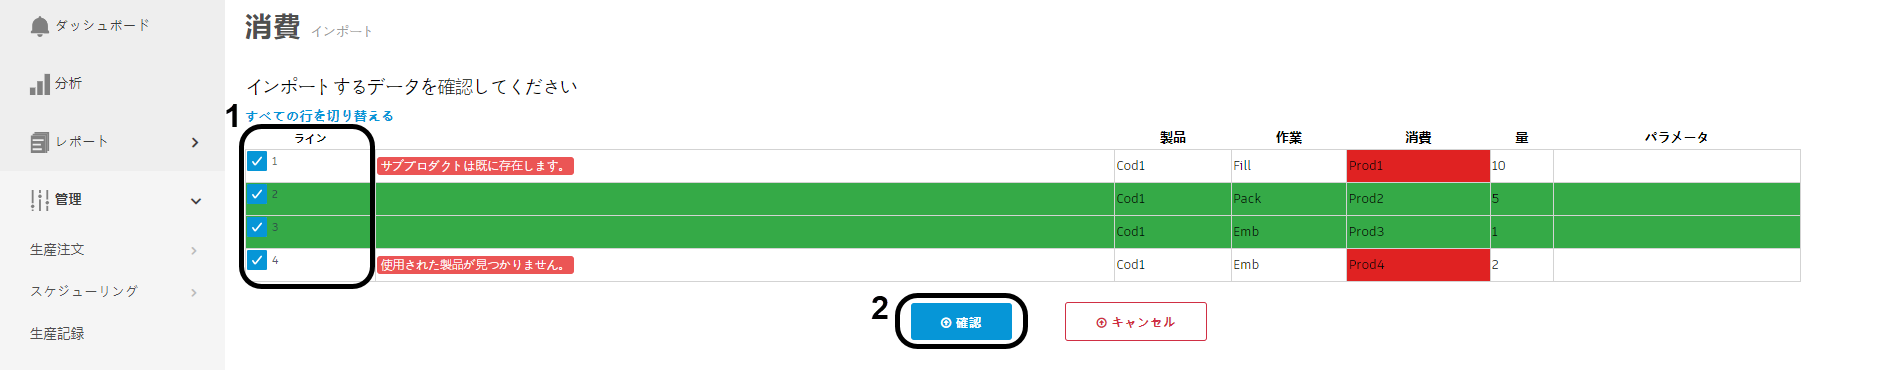 ダッシュボード
分析
レポート
管理
生産注文
スケジューリング
生産記録
消費 インポート
インポートするデータを確認してください
1 すべての行を切り替える
ライン 製品 作業 消費 量 パラメータ
1 サブプロダクトは既に存在します。 Cod1 Fill Prod1 10
2 Cod1 Pack Prod2 5
3 Cod1 Emb Prod3 1
4 使用された製品が見つかりません。 Cod1 Emb Prod4 2
2 確認 キャンセル